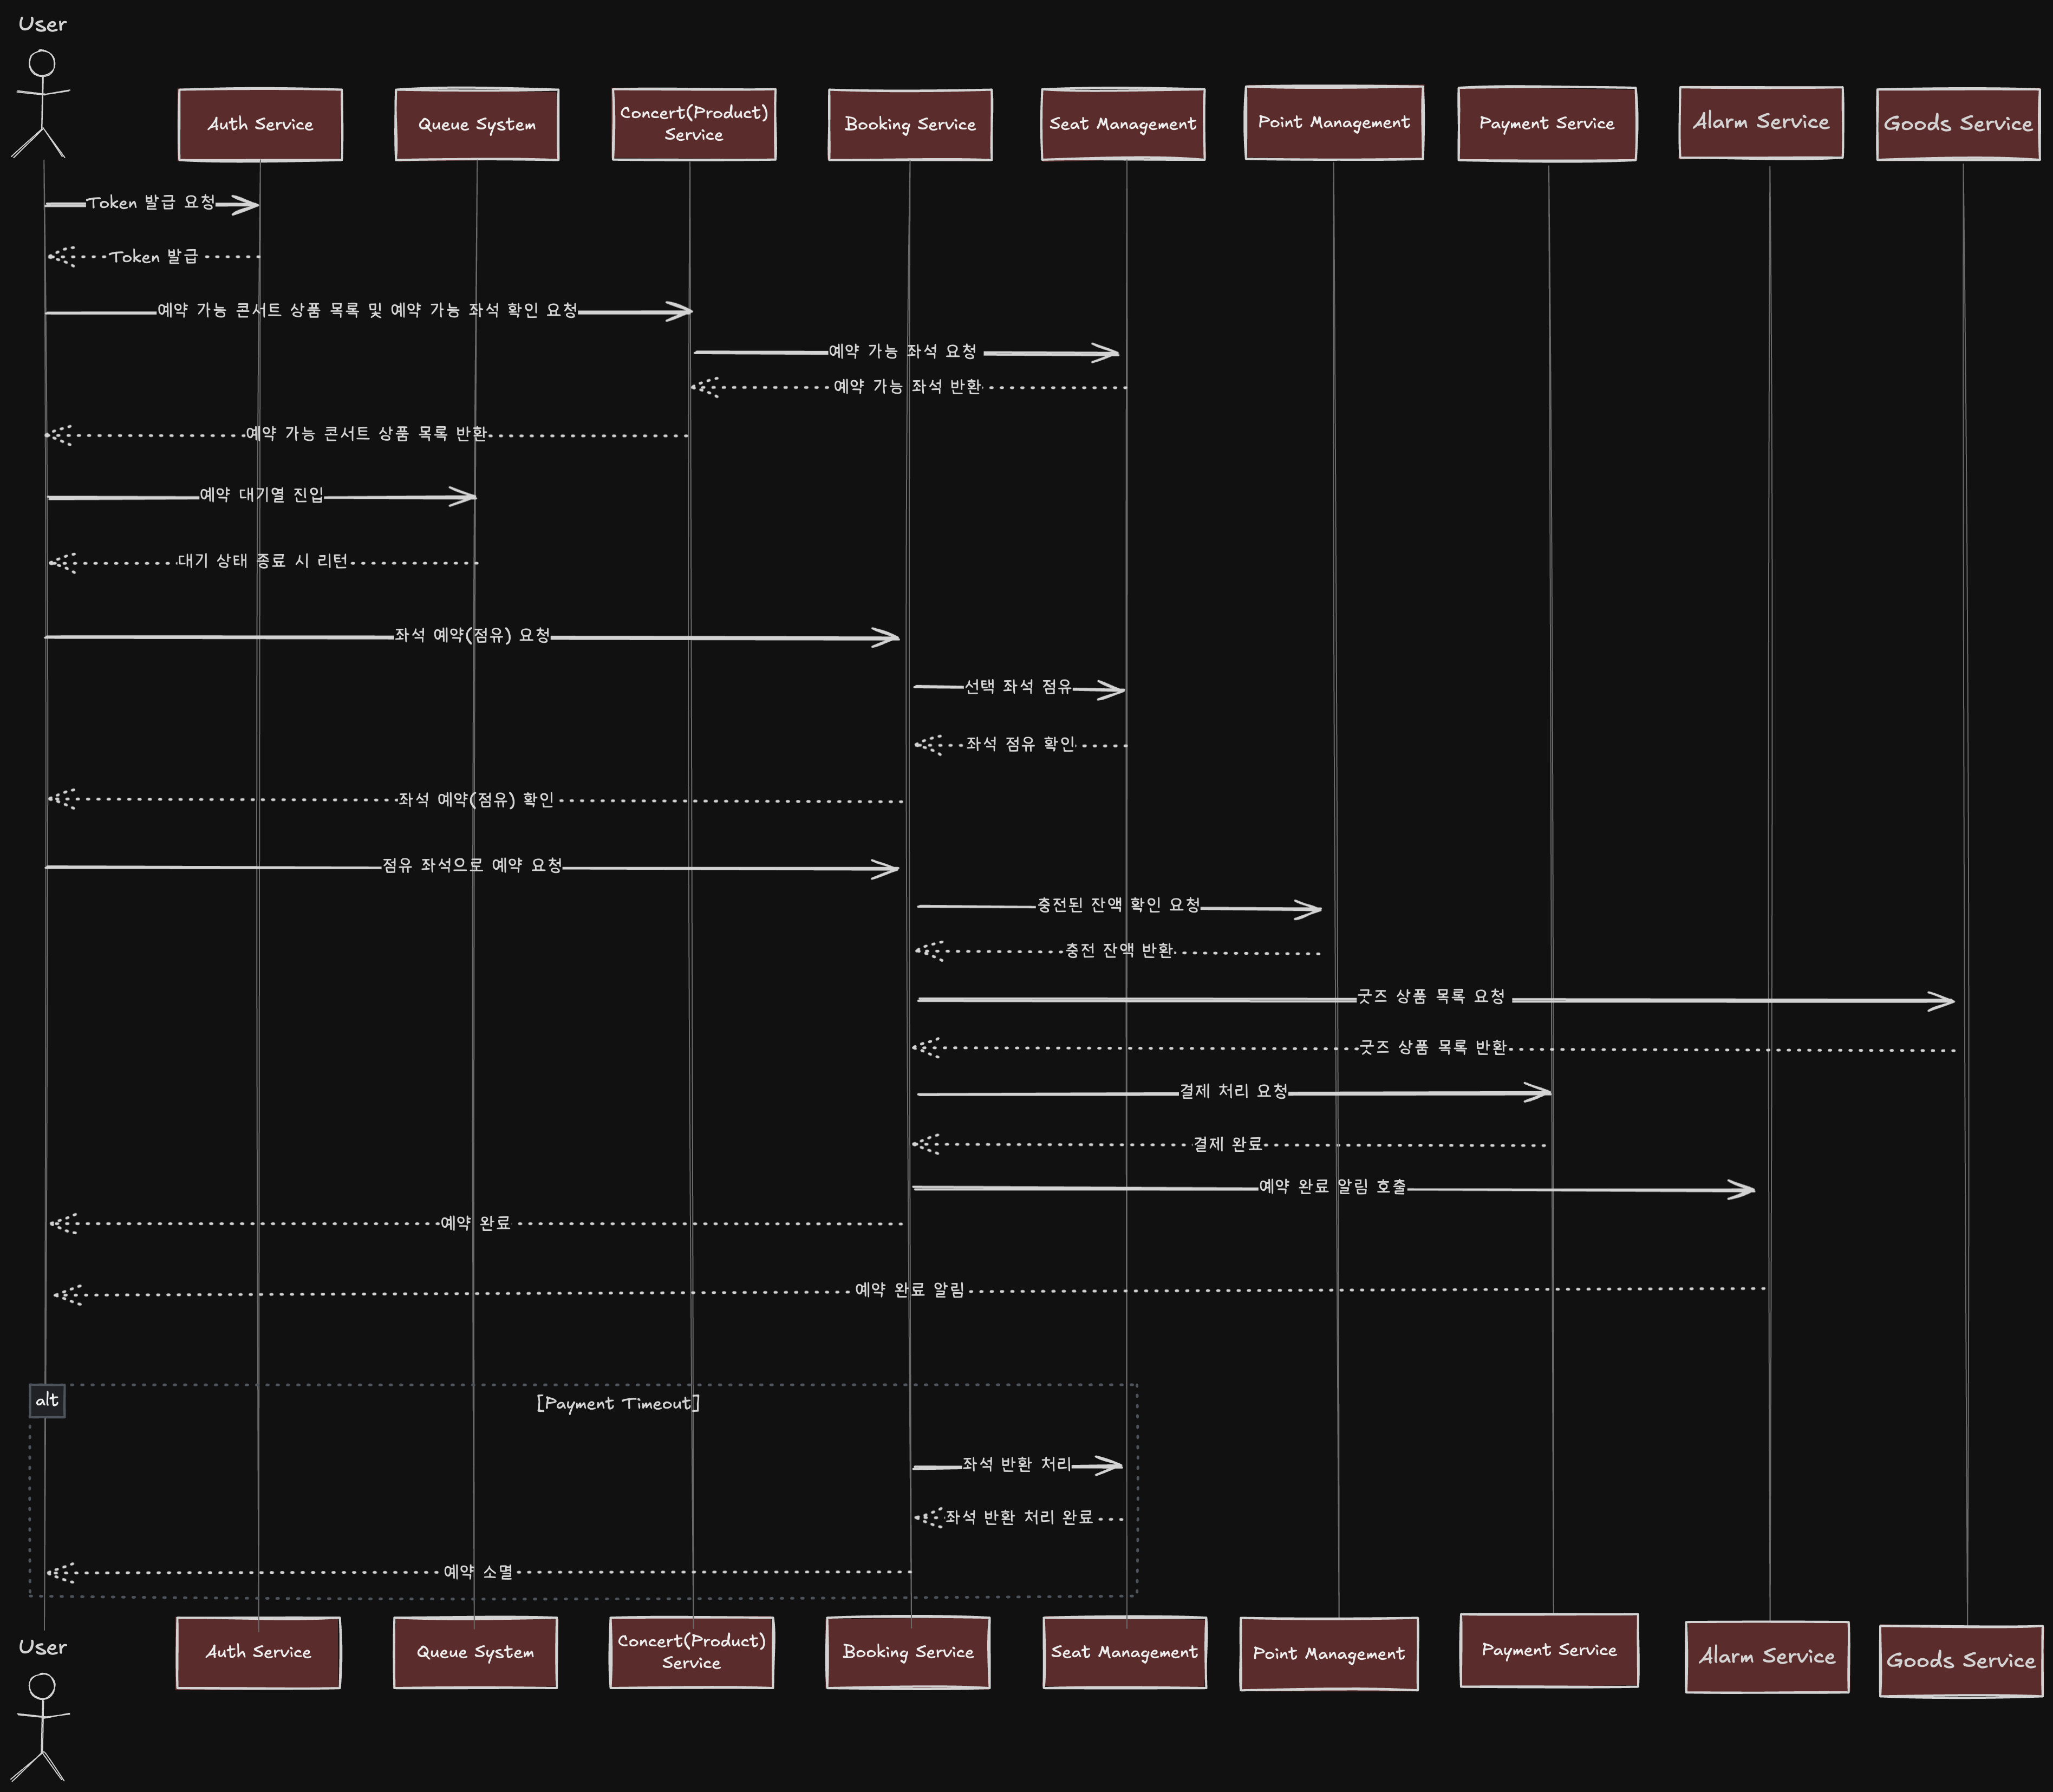 User
Auth Service
Queue System
Concert(Product)
Service
Booking Service
Seat Management
Point Management
Payment Service
Alarm Service
Goods Service
Token 발급 요청
Token 발급
예약 가능 콘서트 상품 목록 및 예약 가능 좌석 확인 요청
예약 가능 좌석 요청
예약 가능 좌석 반환
예약 가능 콘서트 상품 목록 반환
예약 대기열 진입
대기 상태 종료 시 리턴
좌석 예약(점유) 요청
선택 좌석 점유
좌석 점유 확인
좌석 예약(점유) 확인
점유 좌석으로 예약 요청
충전된 잔액 확인 요청
충전 잔액 반환
굿즈 상품 목록 요청
굿즈 상품 목록 반환
결제 처리 요청
결제 완료
예약 완료 알림 호출
예약 완료
예약 완료 알림
alt
[Payment Timeout]
좌석 반환 처리
좌석 반환 처리 완료
예약 소멸
User
Auth Service
Queue System
Concert(Product)
Service
Booking Service
Seat Management
Point Management
Payment Service
Alarm Service
Goods Service